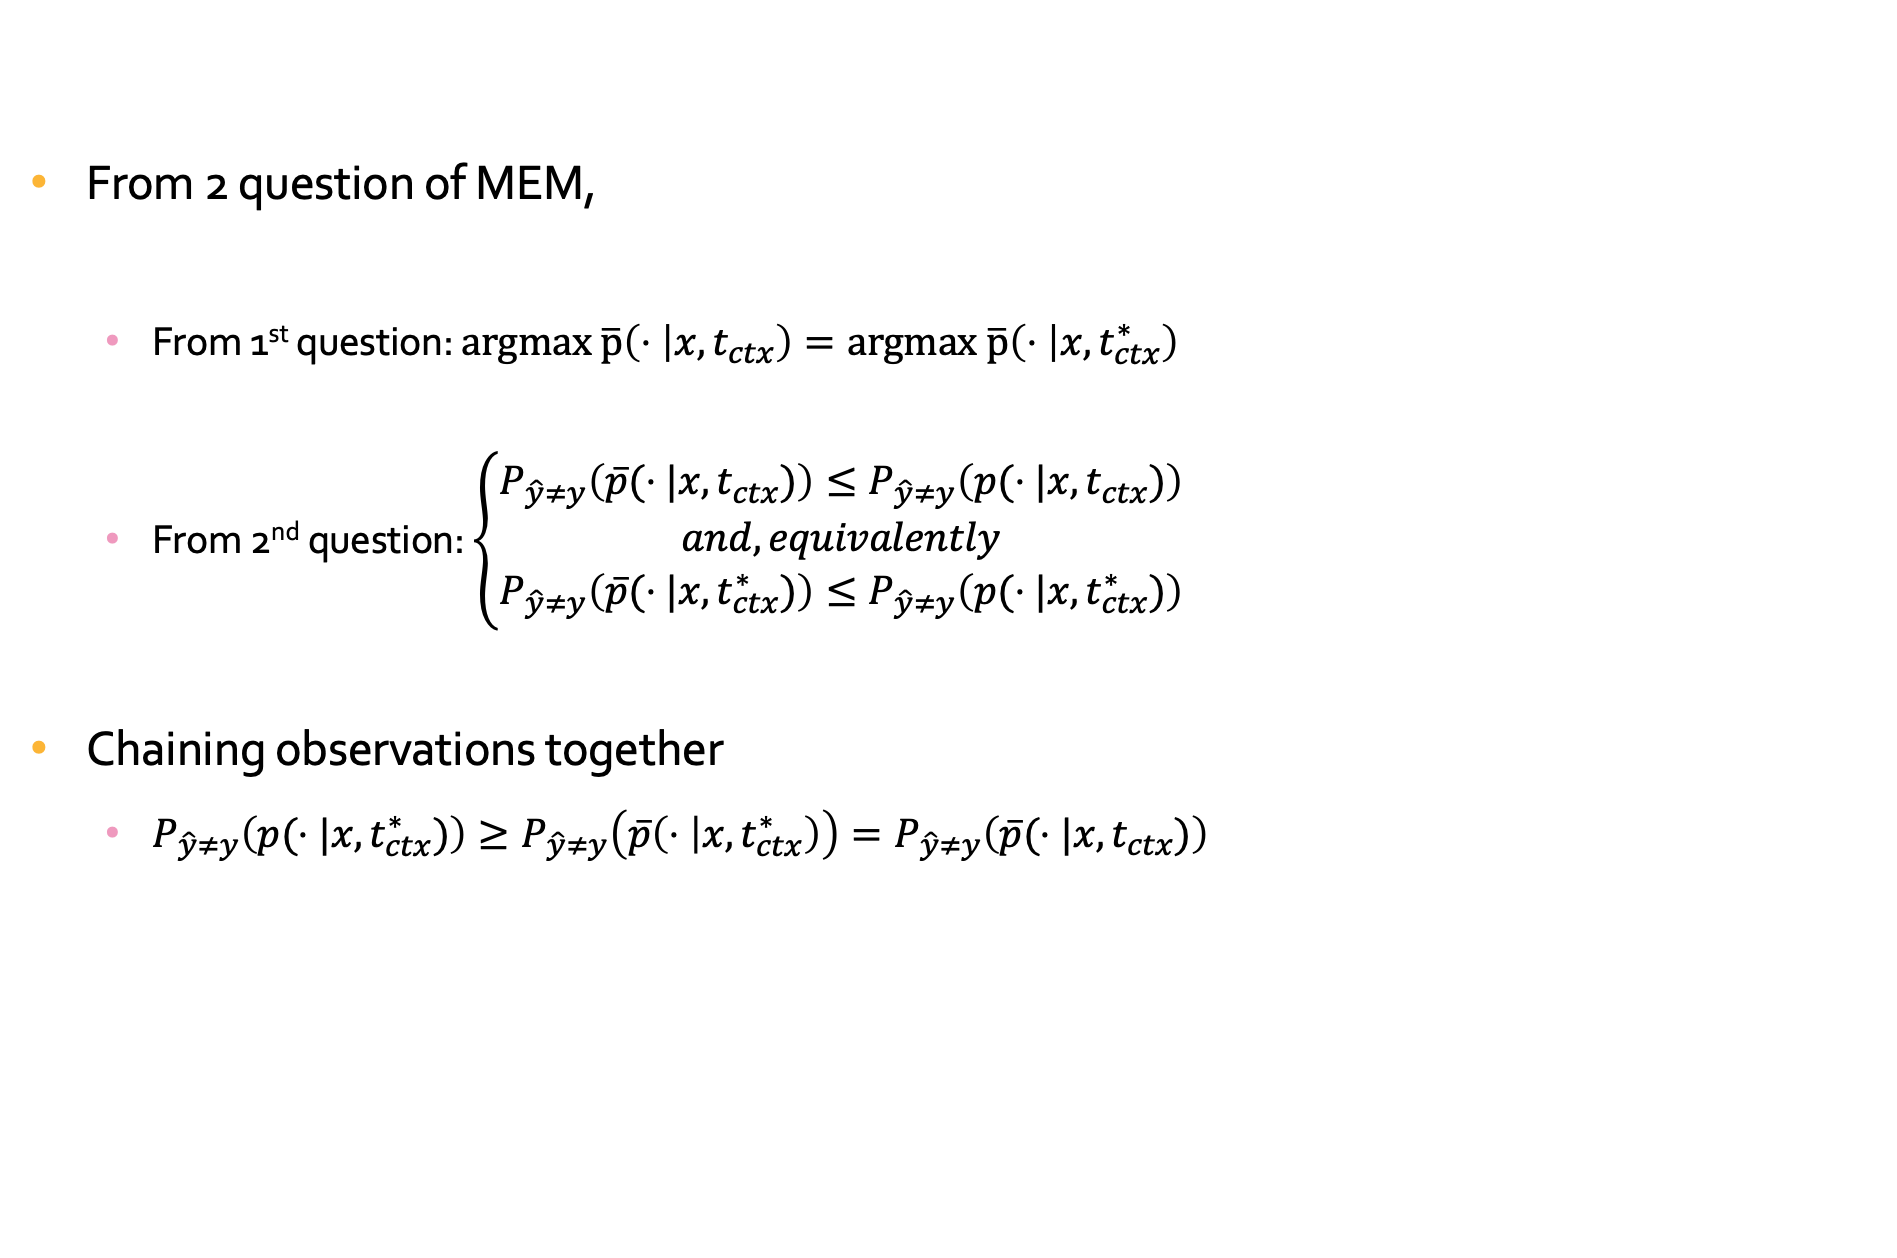 • From 2 question of MEM,
• From 1st question: argmax p̅(· |x, t_ctx) = argmax p̅(· |x, t*_ctx)
P_ŷ≠y(p̅(· |x, t_ctx)) ≤ P_ŷ≠y(p(· |x, t_ctx))
• From 2nd question: { and, equivalently
P_ŷ≠y(p̅(· |x, t*_ctx)) ≤ P_ŷ≠y(p(· |x, t*_ctx))
• Chaining observations together
• P_ŷ≠y(p(· |x, t*_ctx)) ≥ P_ŷ≠y(p̅(· |x, t*_ctx)) = P_ŷ≠y(p̅(· |x, t_ctx))